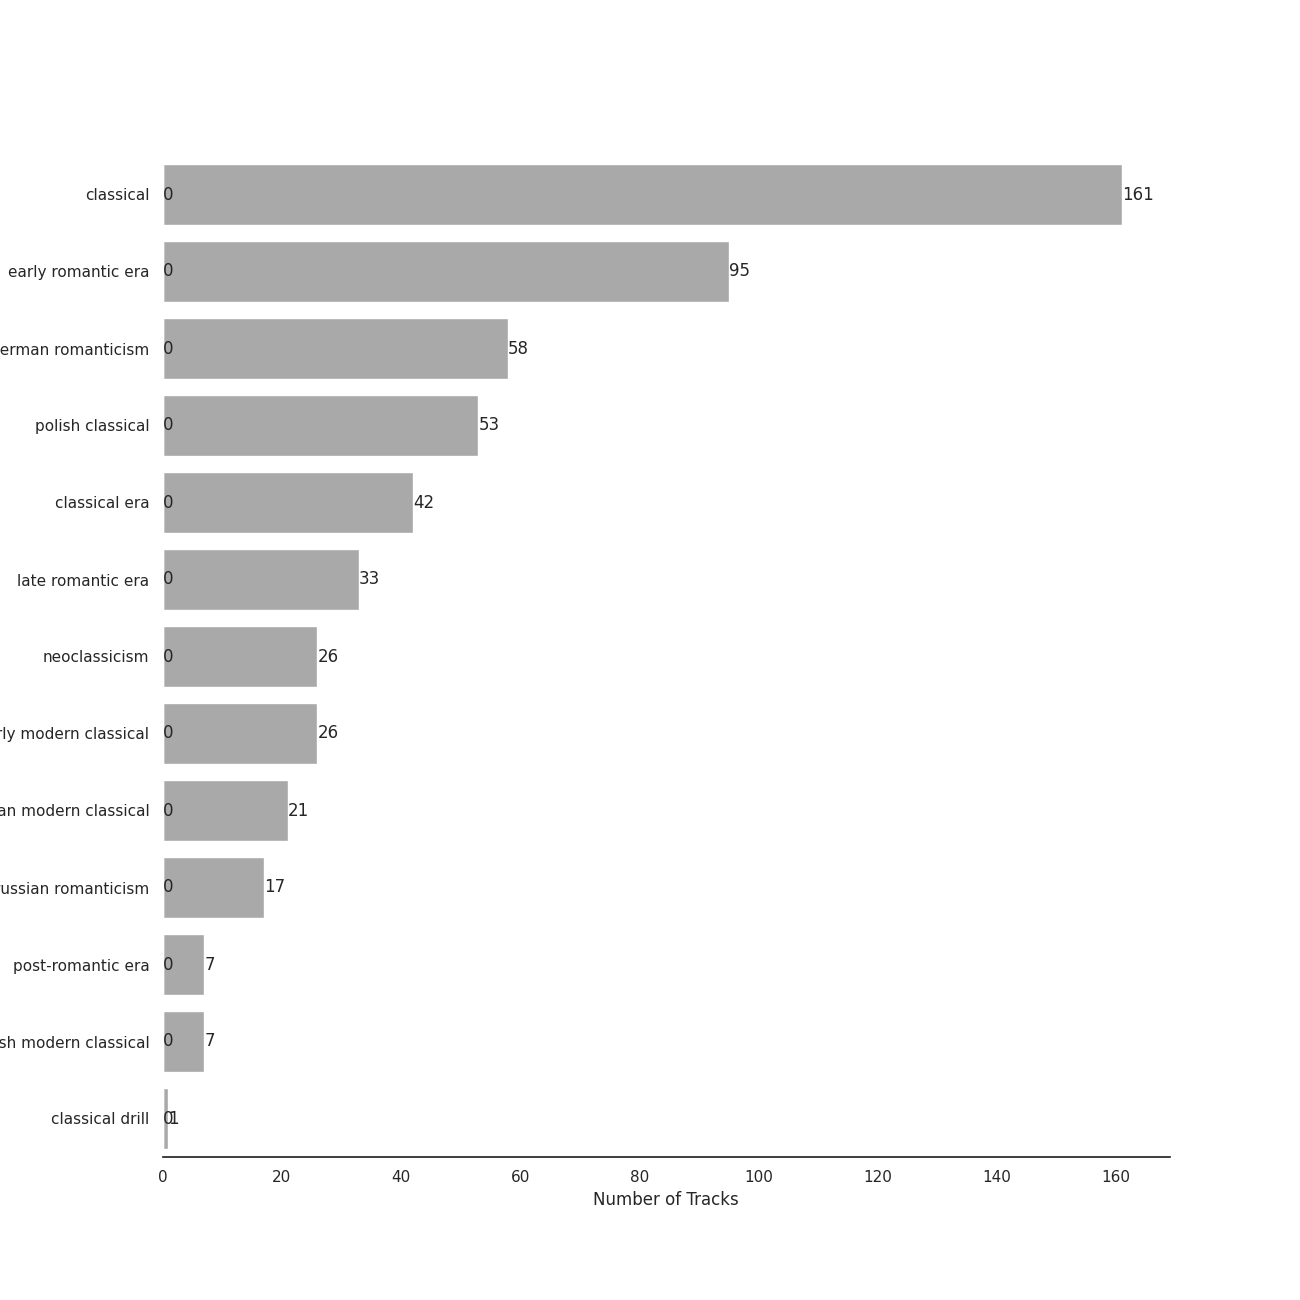 classical 0 161
early romantic era 0 95
erman romanticism 0 58
polish classical 0 53
classical era 0 42
late romantic era 0 33
neoclassicism 0 26
rly modern classical 0 26
an modern classical 0 21
russian romanticism 0 17
post-romantic era 0 7
sh modern classical 0 7
classical drill 0 1
0 20 40 60 80 100 120 140 160
Number of Tracks